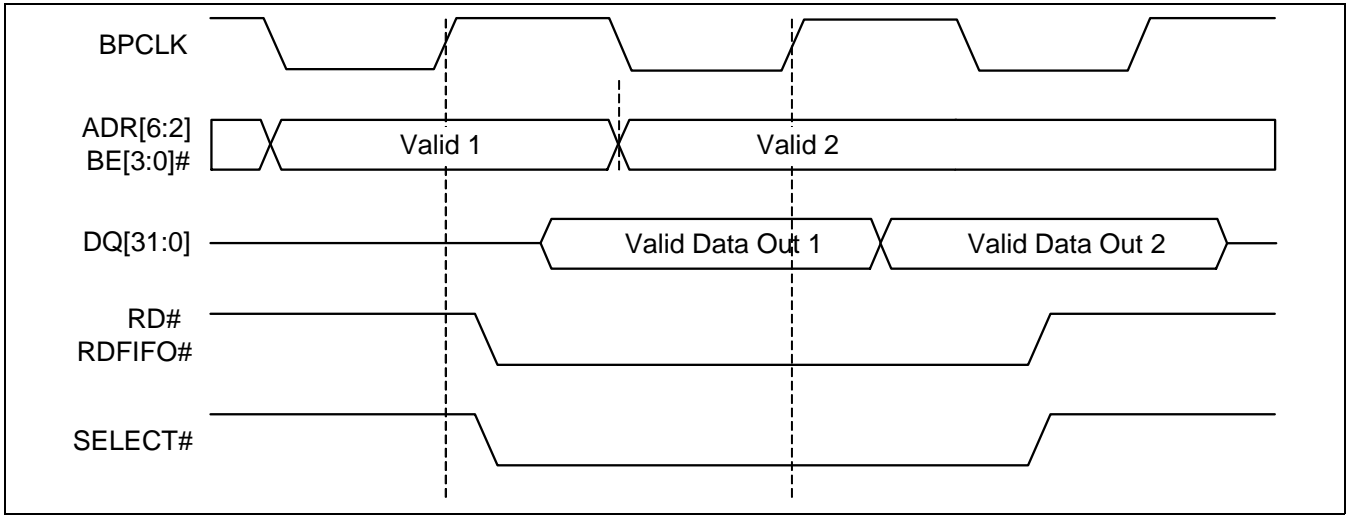 BPCLK
ADR[6:2]
BE[3:0]#
Valid 1
Valid 2
DQ[31:0]
Valid Data Out 1
Valid Data Out 2
RD#
RDFIFO#
SELECT#